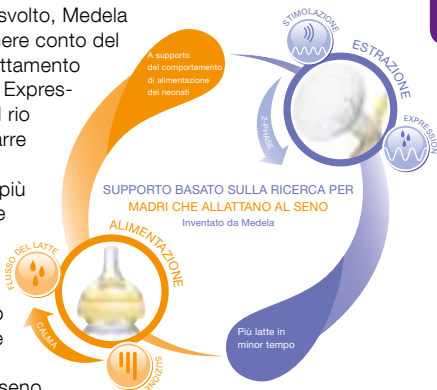 svolto, Medela
nere conto del
ttamento
Expres-
l rio
arre
più
e
o
e
seno
A supporto
del comportamento
di alimentazione
dei neonati
STIMOLAZIONE
ESTRAZIONE
EXPRESSION
2-PHASE
SUPPORTO BASATO SULLA RICERCA PER
MADRI CHE ALLATTANO AL SENO
Inventato da Medela
ALIMENTAZIONE
FLUSSO DEL LATTE
CALMA
SUZIONE
Più latte in
minor tempo